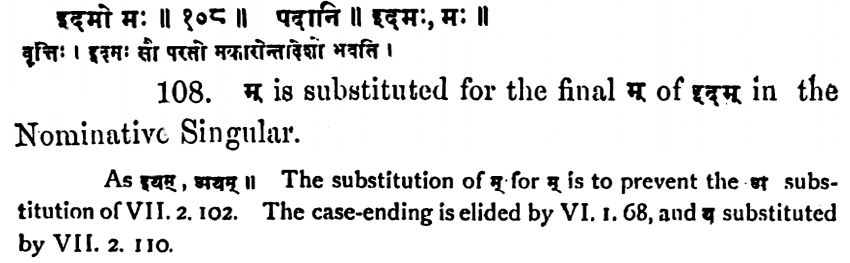 इदमो मः ॥ १०८ ॥ पदानि ॥ इदमः, मः ॥
वृत्तिः । इदमः सौ परतो मकारोन्तादेशो भवति ।
108. म् is substituted for the final म् of इदम् in the
Nominative Singular.
As इयम्, अयम् ॥ The substitution of म् for म् is to prevent the अ subs-
titution of VII. 2. 102. The case-ending is elided by VI. 1. 68, and य substituted
by VII. 2. 110.